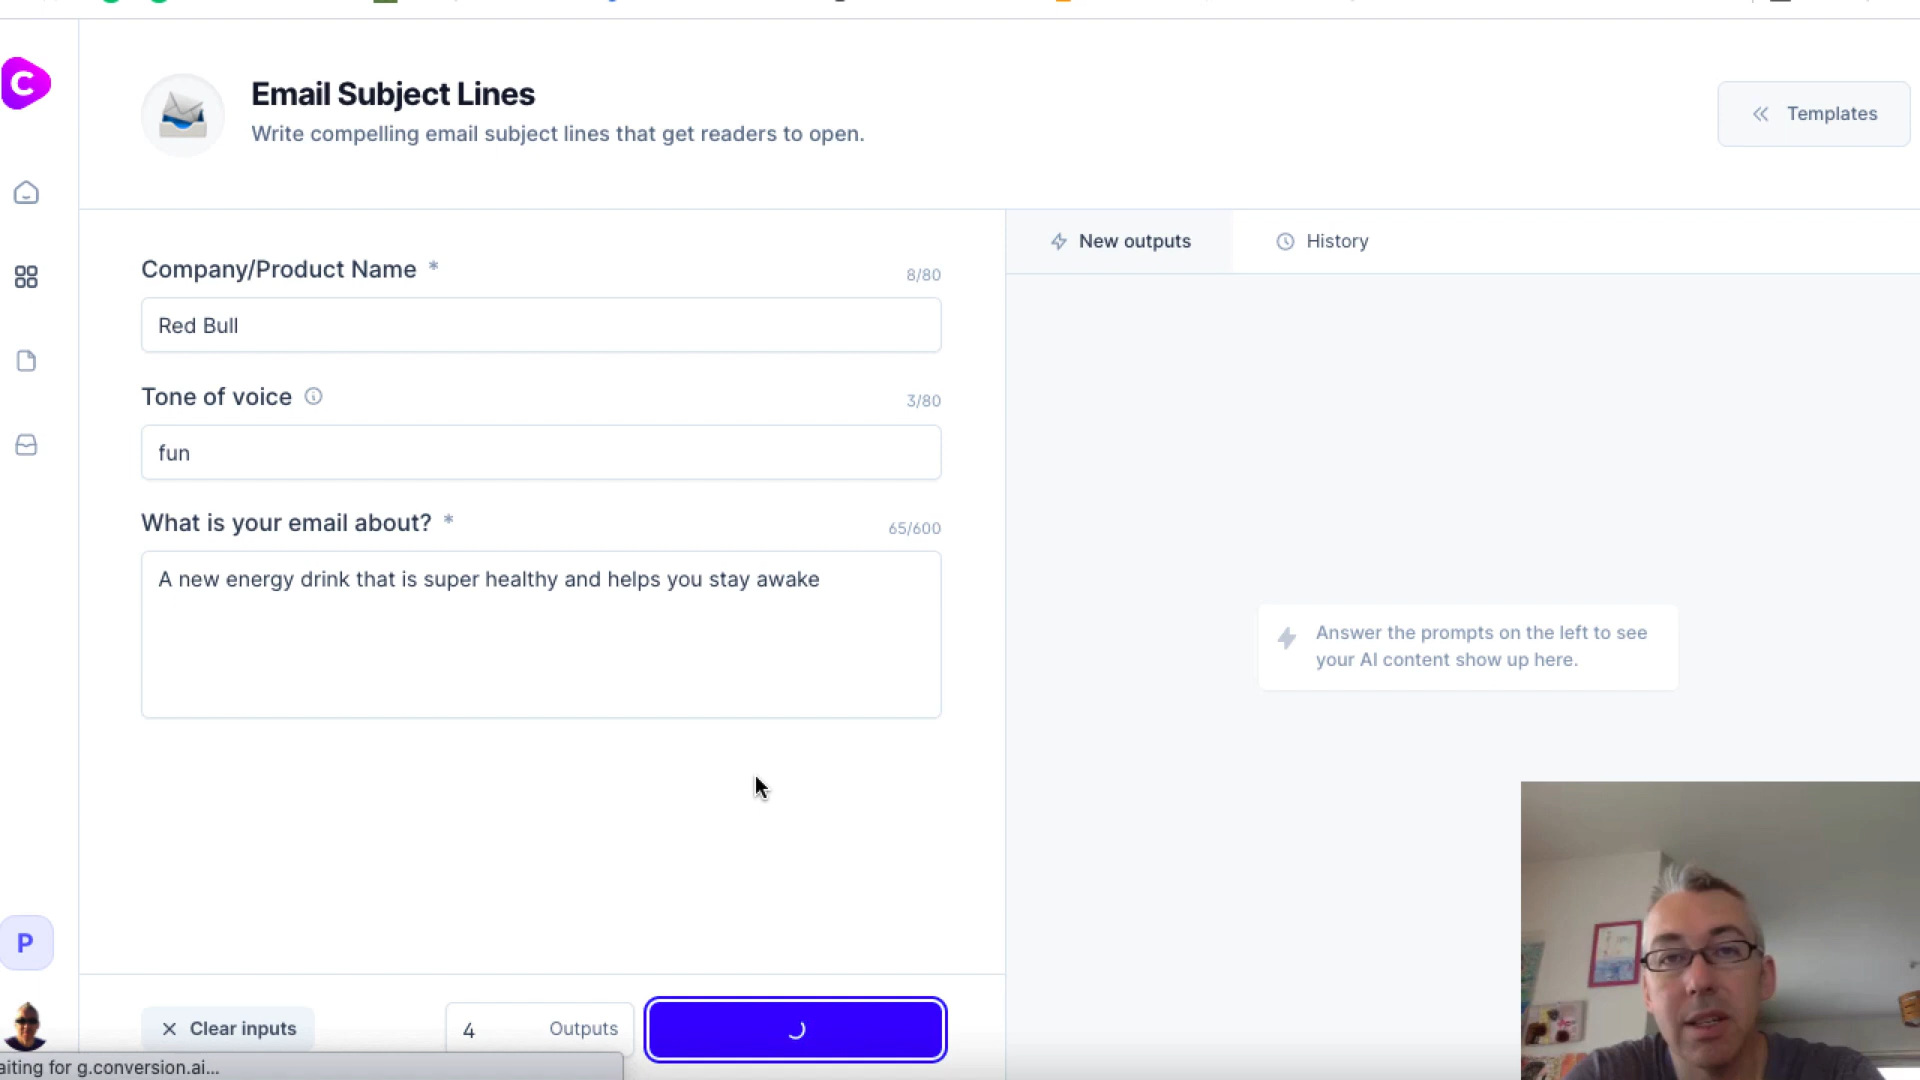 C
Email Subject Lines
Write compelling email subject lines that get readers to open.
Templates
Company/Product Name *
8/80
Red Bull
Tone of voice
3/80
fun
What is your email about? *
65/600
A new energy drink that is super healthy and helps you stay awake
New outputs
History
Answer the prompts on the left to see
your AI content show up here.
P
Clear inputs
4 Outputs
aiting for g.conversion.ai...